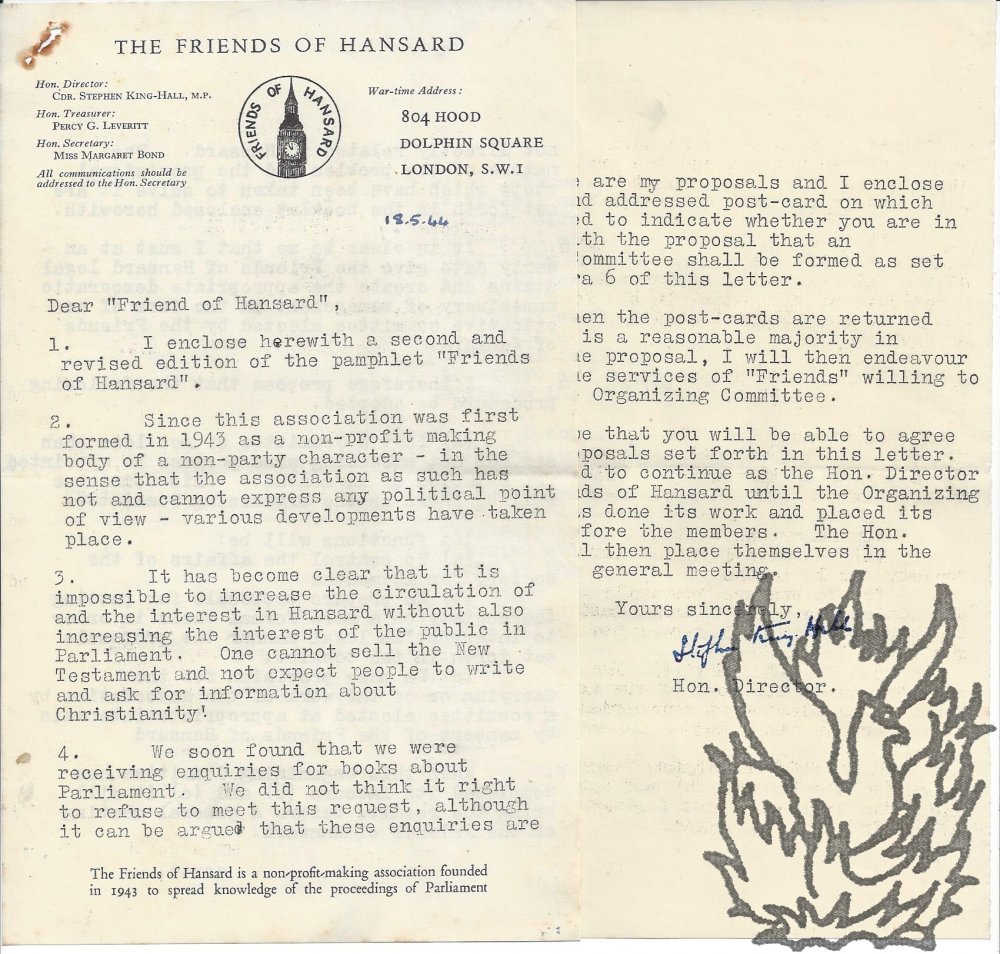 THE FRIENDS OF HANSARD
Hon. Director:
CDR. STEPHEN KING-HALL, M.P.
Hon. Treasurer:
PERCY G. LEVERITT
Hon. Secretary:
MISS MARGARET BOND
All communications should be
addressed to the Hon. Secretary
FRIENDS OF HANSARD
War-time Address:
804 HOOD
DOLPHIN SQUARE
LONDON, S.W.1
18.5.44
Dear "Friend of Hansard",
1. I enclose herewith a second and
revised edition of the pamphlet "Friends
of Hansard".
2. Since this association was first
formed in 1943 as a non-profit making
body of a non-party character - in the
sense that the association as such has
not and cannot express any political point
of view - various developments have taken
place.
3. It has become clear that it is
impossible to increase the circulation of
and the interest in Hansard without also
increasing the interest of the public in
Parliament. One cannot sell the New
Testament and not expect people to write
and ask for information about
Christianity!
4. We soon found that we were
receiving enquiries for books about
Parliament. We did not think it right
to refuse to meet this request, although
it can be argued that these enquiries are
The Friends of Hansard is a non-profit-making association founded
in 1943 to spread knowledge of the proceedings of Parliament
are my proposals and I enclose
d addressed post-card on which
d to indicate whether you are in
th the proposal that an
ommittee shall be formed as set
a 6 of this letter.
en the post-cards are returned
is a reasonable majority in
e proposal, I will then endeavour
e services of "Friends" willing to
Organizing Committee.
e that you will be able to agree
posals set forth in this letter.
d to continue as the Hon. Director
ds of Hansard until the Organizing
s done its work and placed its
fore the members. The Hon.
l then place themselves in the
general meeting.
Yours sincerely,
Stephen King-Hall
Hon. Director.